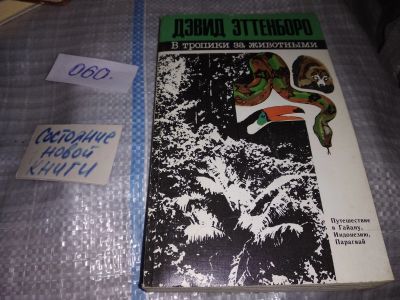 ДЭВИД ЭТТЕНБОРО
В тропики за животными
060.
СОСТОЯНИЕ
НОВОЙ
КНИГИ
Путешествие
в Гайану,
Индонезию,
Парагвай